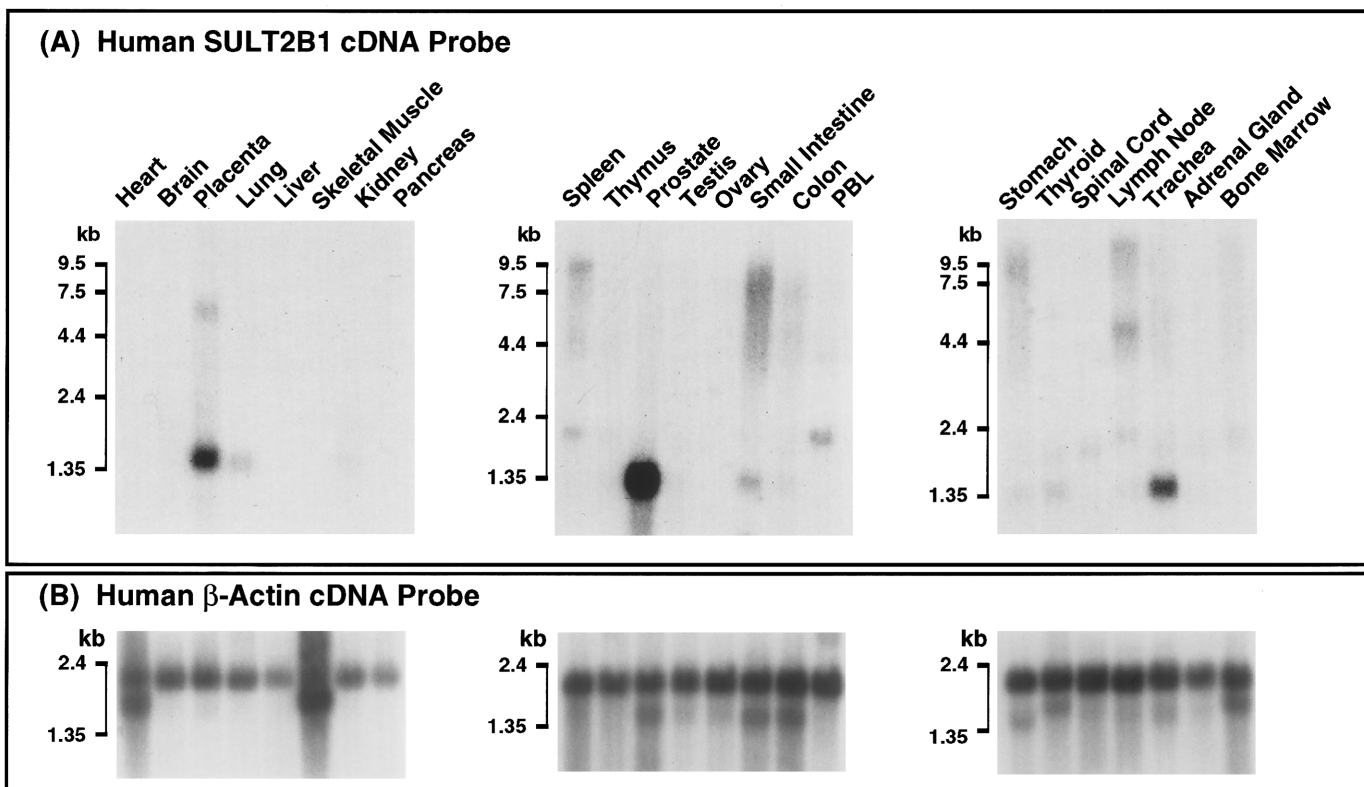 (A) Human SULT2B1 cDNA Probe
Heart
Brain
Placenta
Lung
Liver
Skeletal Muscle
Kidney
Pancreas
kb
9.5
7.5
4.4
2.4
1.35
Spleen
Thymus
Prostate
Testis
Ovary
Small Intestine
Colon
PBL
kb
9.5
7.5
4.4
2.4
1.35
Stomach
Thyroid
Spinal Cord
Lymph Node
Trachea
Adrenal Gland
Bone Marrow
kb
9.5
7.5
4.4
2.4
1.35
(B) Human β-Actin cDNA Probe
kb
2.4
1.35
kb
2.4
1.35
kb
2.4
1.35